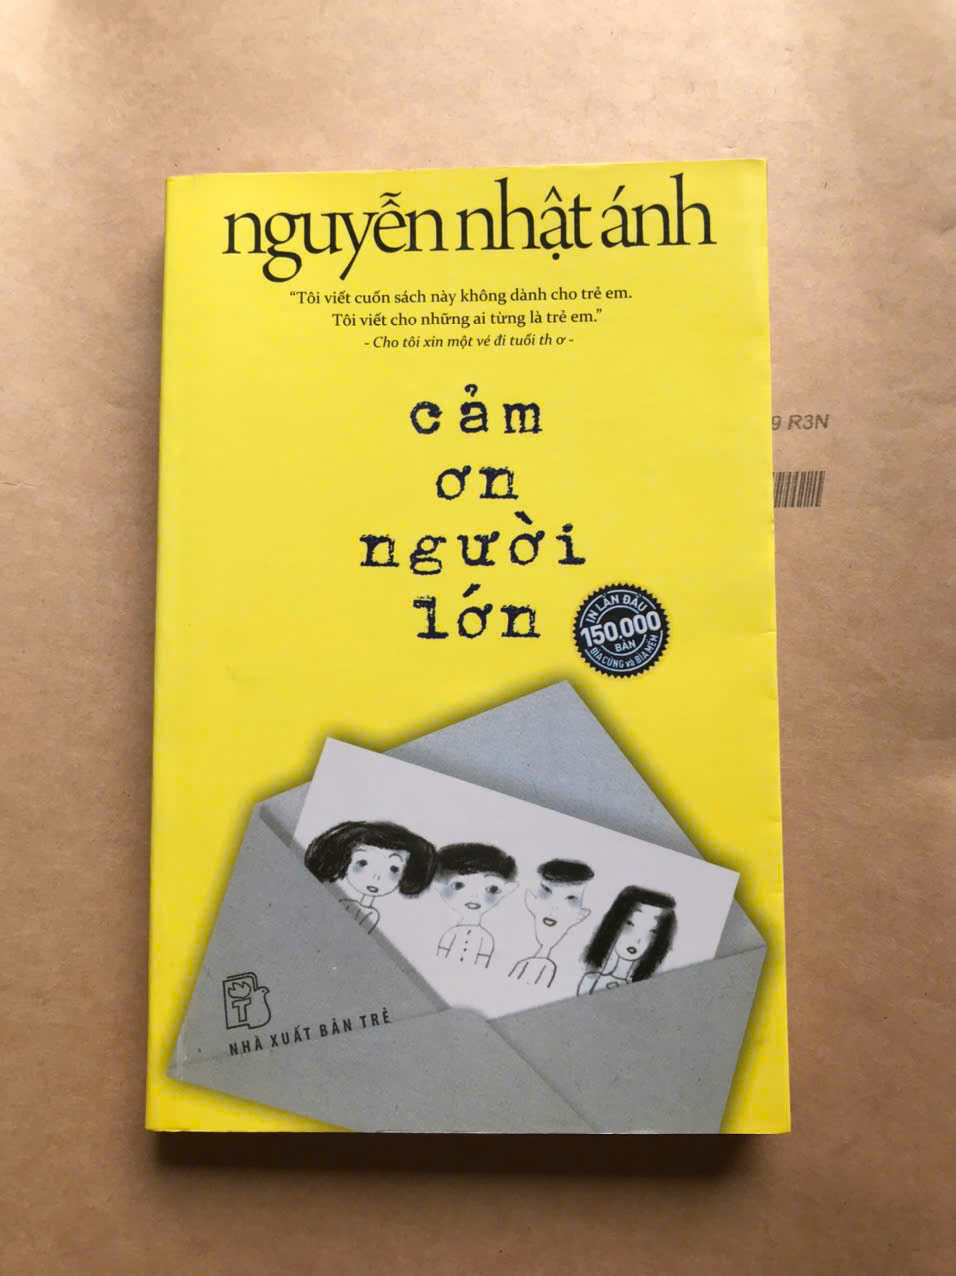 nguyễn nhật ánh
“Tôi viết cuốn sách này không dành cho trẻ em.
Tôi viết cho những ai từng là trẻ em.”
- Cho tôi xin một vé đi tuổi th ơ -
cảm
ơn
người
lớn
IN LẦN ĐẦU
150.000
BẢN
BÌA CỨNG và BÌA MỀM
9 R3N
T
NHÀ XUẤT BẢN TRẺ